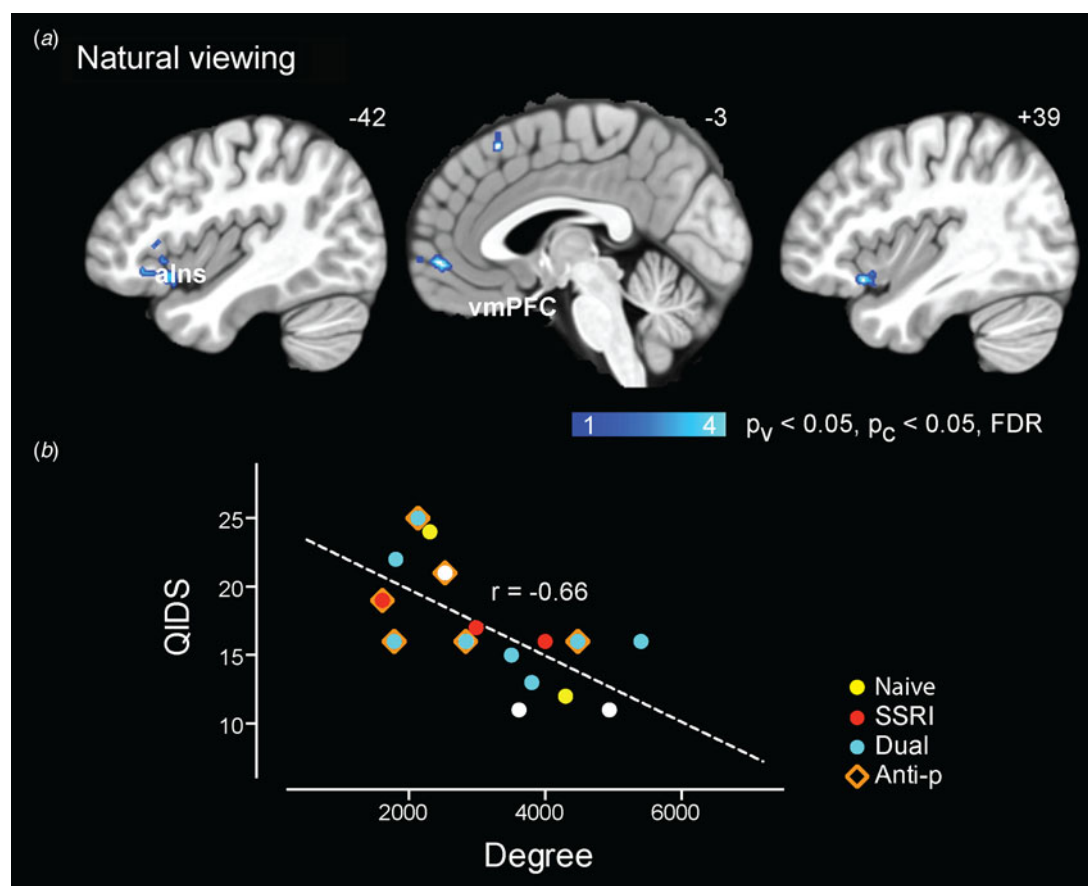 (a)
Natural viewing
-42
-3
+39
aIns
vmPFC
1 4 pV < 0.05, pC < 0.05, FDR
(b)
25
20
15
10
QIDS
r = -0.66
Naive
SSRI
Dual
Anti-p
2000 4000 6000
Degree